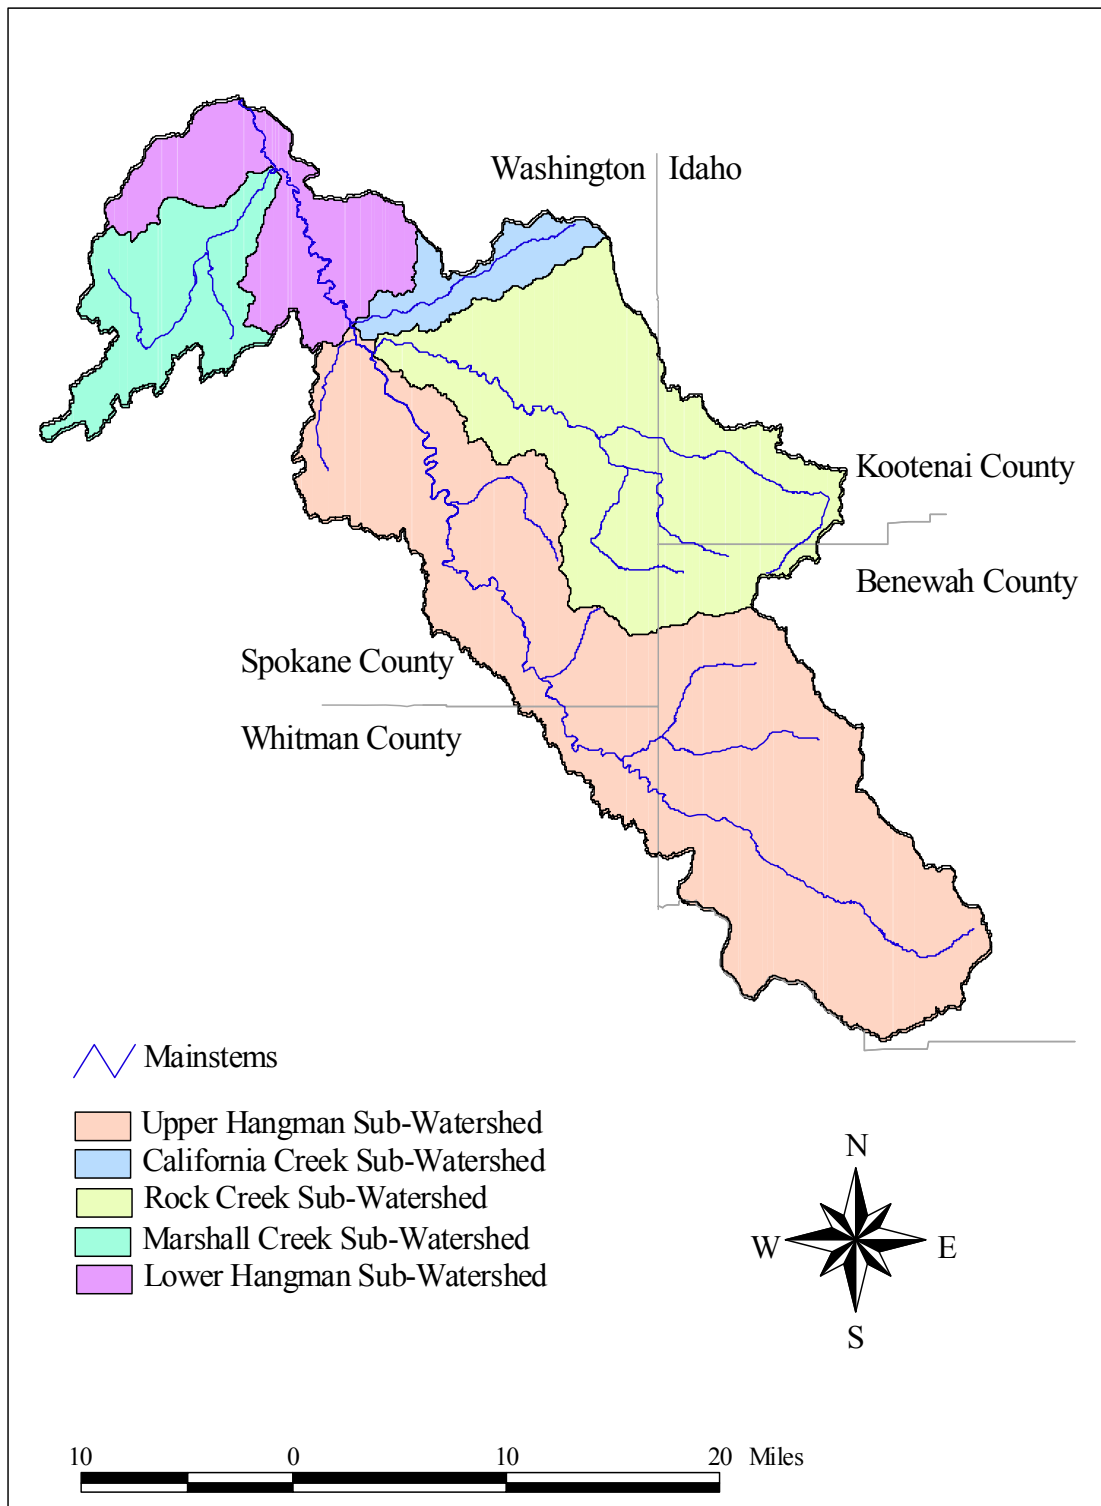 Washington Idaho
Kootenai County
Benewah County
Spokane County
Whitman County
Mainstems
Upper Hangman Sub-Watershed
California Creek Sub-Watershed
Rock Creek Sub-Watershed
Marshall Creek Sub-Watershed
Lower Hangman Sub-Watershed
N
W E
S
10 0 10 20 Miles